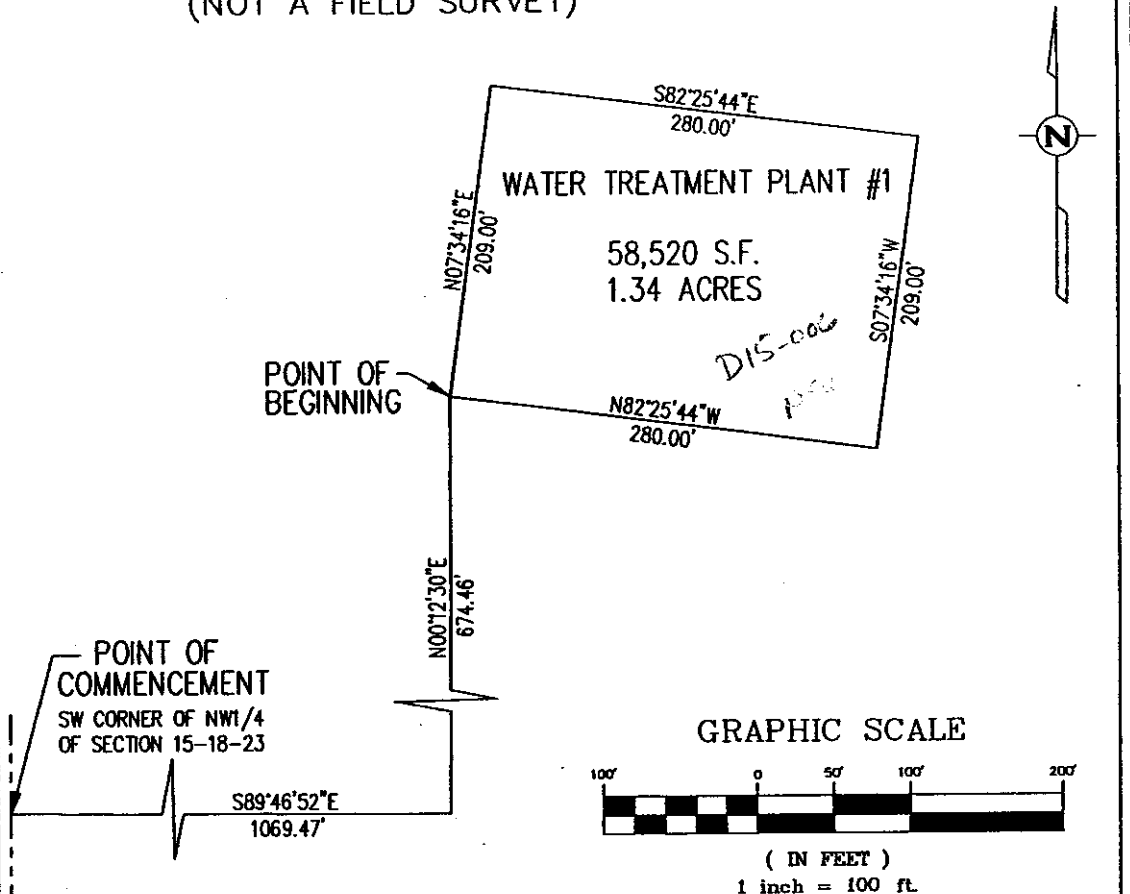 (NOT A FIELD SURVEY)
S82°25'44"E
280.00'
WATER TREATMENT PLANT #1
58,520 S.F.
1.34 ACRES
N07°34'16"E
209.00'
S07°34'16"W
209.00'
D15-006
POINT OF
BEGINNING
N82°25'44"W
280.00'
N
N00°12'30"E
674.46'
POINT OF
COMMENCEMENT
SW CORNER OF NW1/4
OF SECTION 15-18-23
S89°46'52"E
1069.47'
GRAPHIC SCALE
100' 0 50' 100' 200'
( IN FEET )
1 inch = 100 ft.